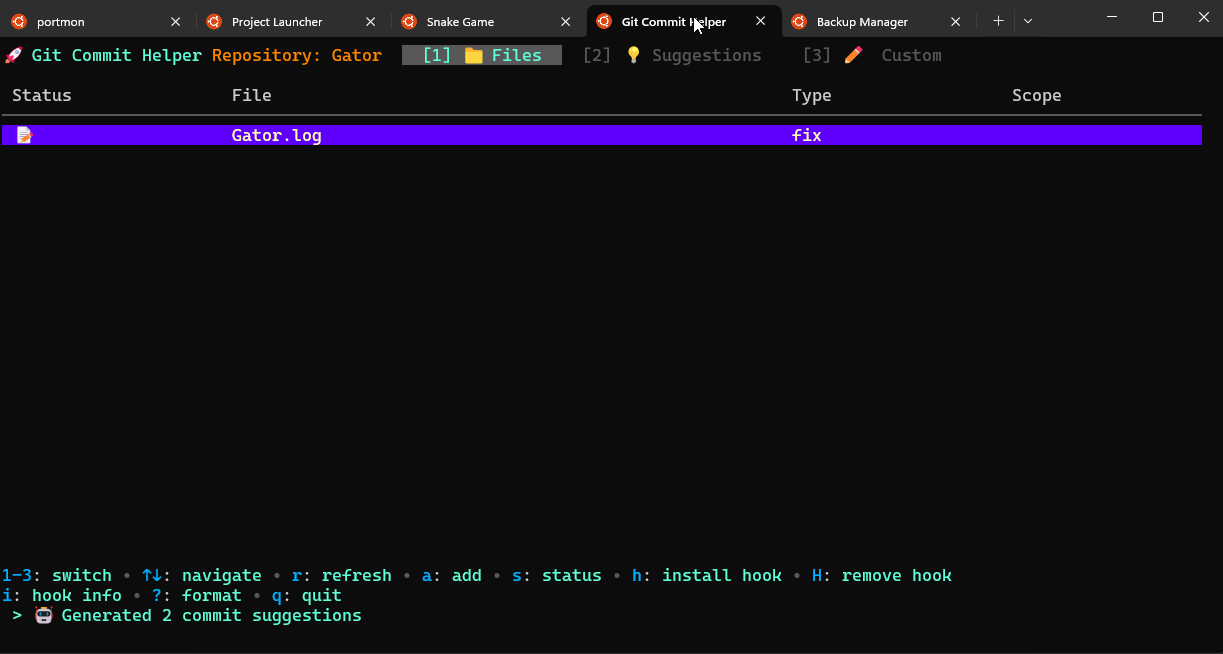 portmon Project Launcher Snake Game Git Commit Helper Backup Manager
🚀 Git Commit Helper Repository: Gator [1] 📁 Files [2] 💡 Suggestions [3] ✏️ Custom
Status File Type Scope
📝 Gator.log fix
1-3: switch • ↑↓: navigate • r: refresh • a: add • s: status • h: install hook • H: remove hook
i: hook info • ?: format • q: quit
> 🤖 Generated 2 commit suggestions